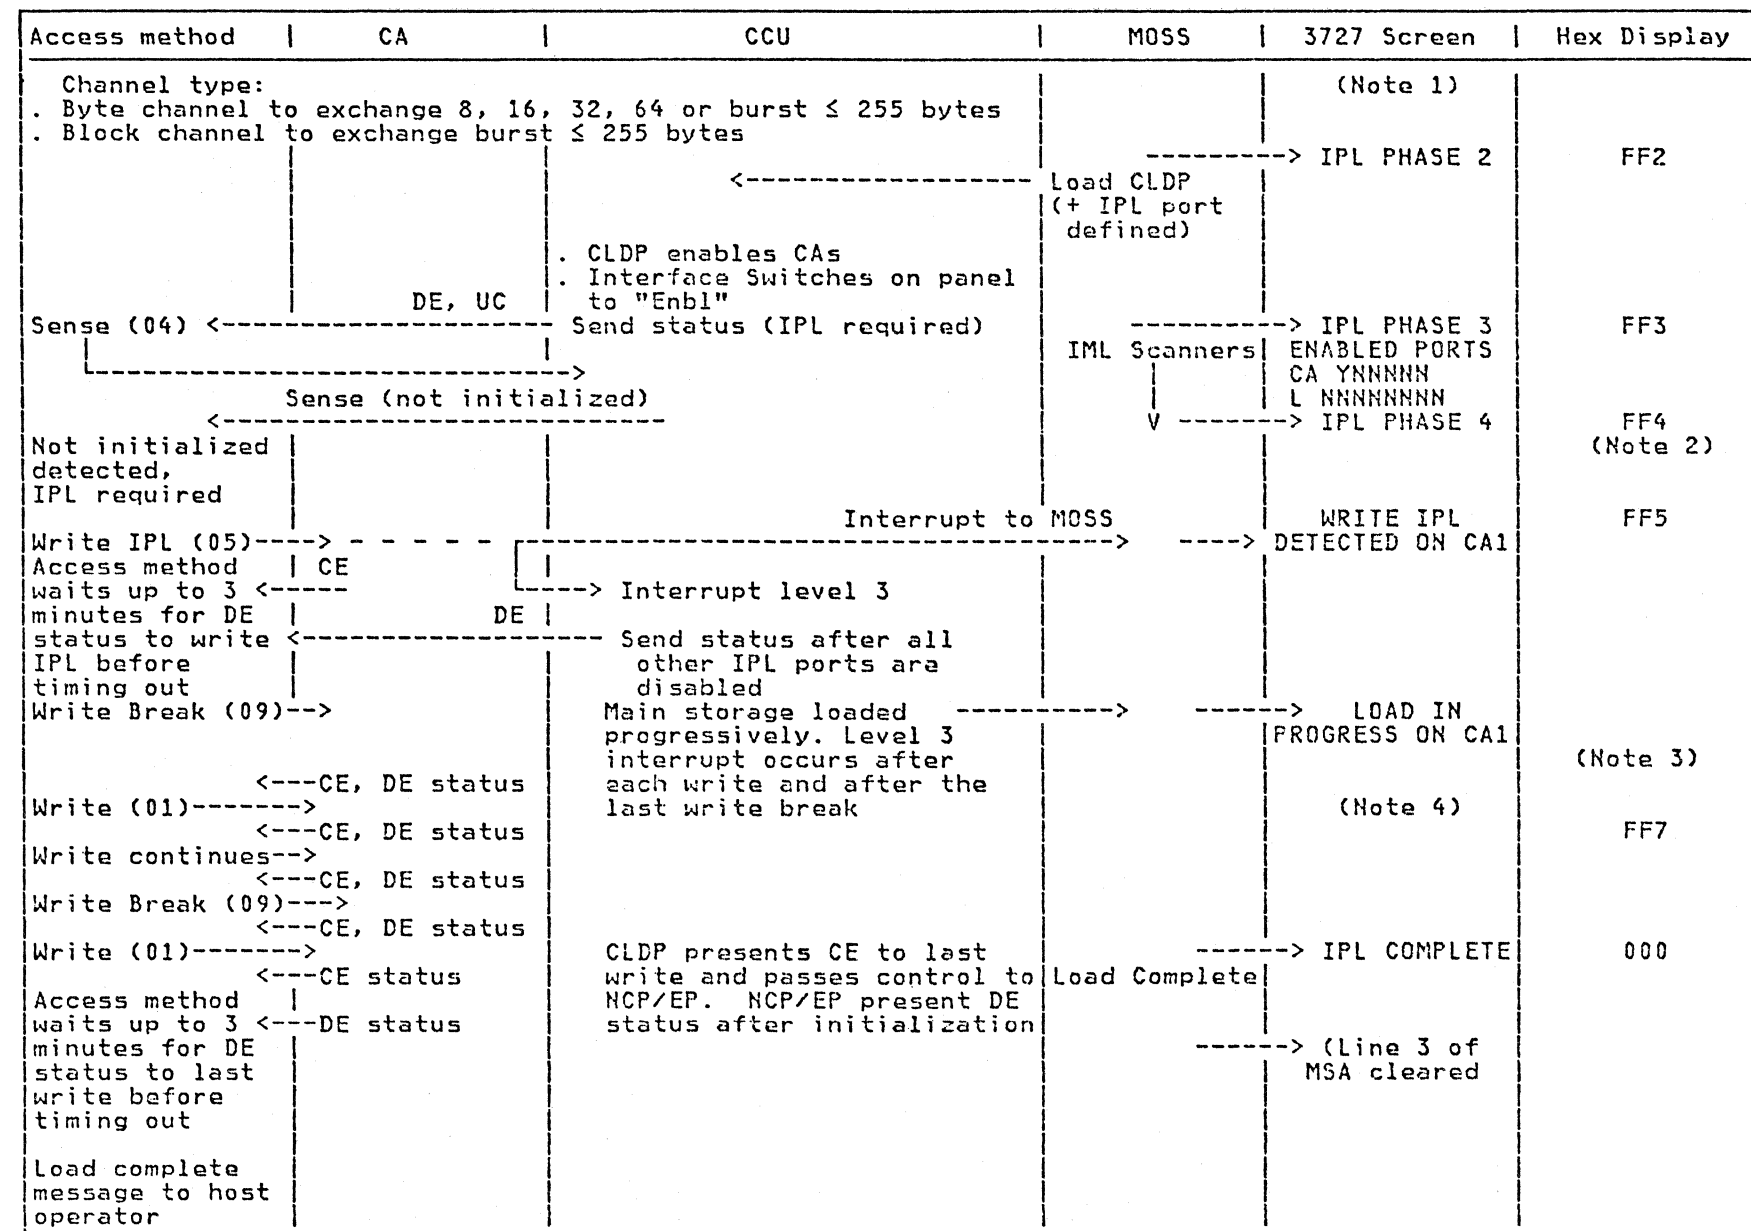 Access method | CA | CCU | MOSS | 3727 Screen | Hex Display
Channel type: (Note 1)
. Byte channel to exchange 8, 16, 32, 64 or burst ≤ 255 bytes
. Block channel to exchange burst ≤ 255 bytes
---------> IPL PHASE 2 FF2
<------------------ Load CLDP
(+ IPL port
defined)
. CLDP enables CAs
. Interface Switches on panel
DE, UC to "Enbl"
Sense (04) <--------------------- Send status (IPL required) ----------> IPL PHASE 3 FF3
IML Scanners ENABLED PORTS
-------------------------------> CA YNNNNN
Sense (not initialized) L NNNNNNNN
<---------------------------- V -------> IPL PHASE 4 FF4
Not initialized (Note 2)
detected,
IPL required
Interrupt to MOSS WRITE IPL FF5
Write IPL (05)----> - - - - - -------------------------------------> ----> DETECTED ON CA1
Access method CE
waits up to 3 <----- -----> Interrupt level 3
minutes for DE DE
status to write <------------------- Send status after all
IPL before other IPL ports are
timing out disabled
Write Break (09)--> Main storage loaded ----------> ------> LOAD IN
progressively. Level 3 PROGRESS ON CA1
interrupt occurs after (Note 3)
<---CE, DE status each write and after the
Write (01)-------> last write break (Note 4)
<---CE, DE status FF7
Write continues-->
<---CE, DE status
Write Break (09)--->
<---CE, DE status
Write (01)-------> CLDP presents CE to last ------> IPL COMPLETE 000
<---CE status write and passes control to Load Complete
Access method NCP/EP. NCP/EP present DE
waits up to 3 <---DE status status after initialization
minutes for DE ------> (Line 3 of
status to last MSA cleared
write before
timing out
Load complete
message to host
operator